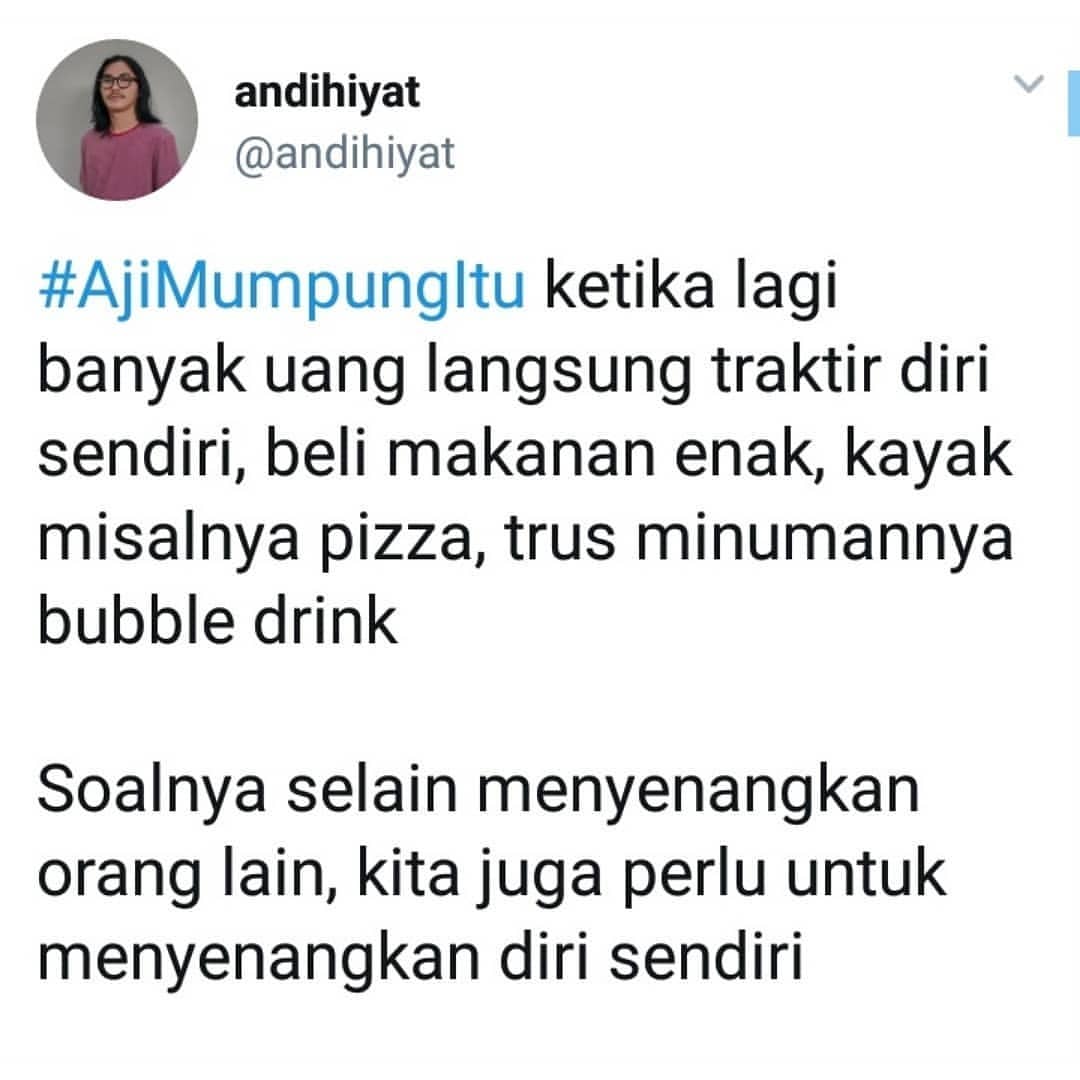 andihiyat
@andihiyat
#AjiMumpungItu ketika lagi
banyak uang langsung traktir diri
sendiri, beli makanan enak, kayak
misalnya pizza, trus minumannya
bubble drink
Soalnya selain menyenangkan
orang lain, kita juga perlu untuk
menyenangkan diri sendiri